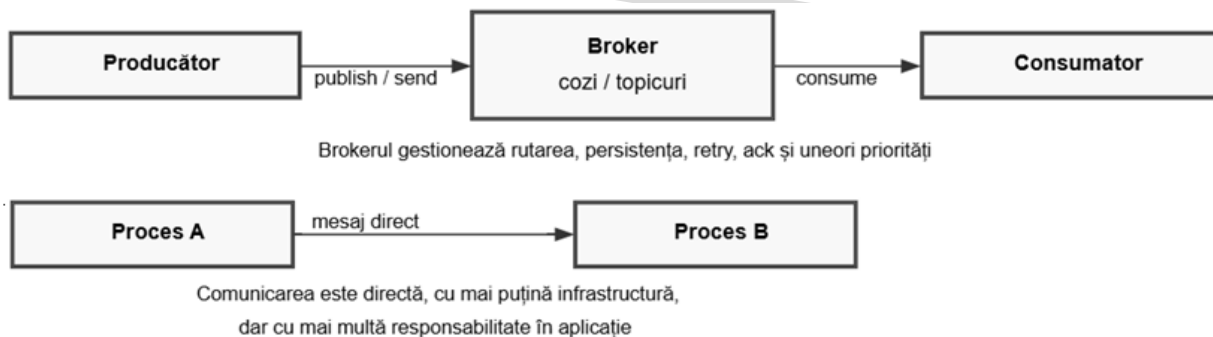 Producător
publish / send
Broker
cozi / topicuri
consume
Consumator
Brokerul gestionează rutarea, persistența, retry, ack și uneori priorități
Proces A
mesaj direct
Proces B
Comunicarea este directă, cu mai puțină infrastructură,
dar cu mai multă responsabilitate în aplicație